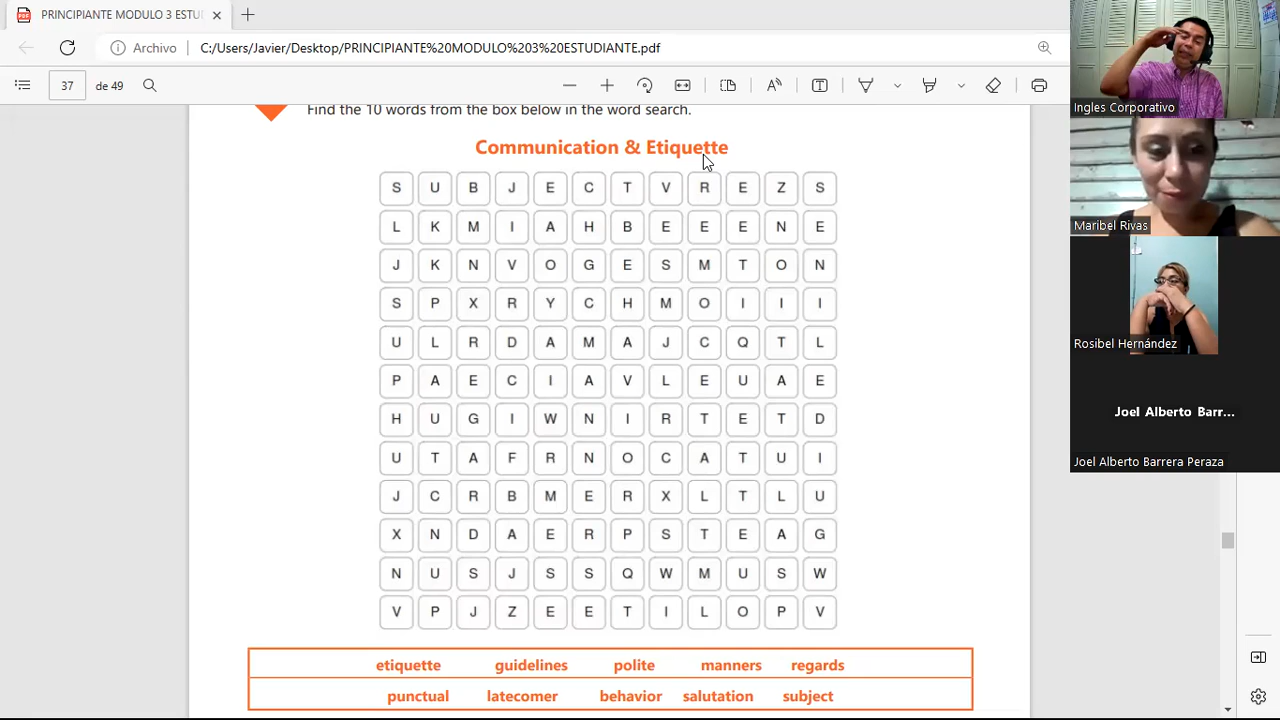 PRINCIPIANTE MODULO 3 ESTU
Archivo C:/Users/Javier/Desktop/PRINCIPIANTE%20MODULO%203%20ESTUDIANTE.pdf
37 de 49
Find the 10 words from the box below in the word search.
Communication & Etiquette
S U B J E C T V R E Z S
L K M I A H B E E E N E
J K N V O G E S M T O N
S P X R Y C H M O I I I
U L R D A M A J C Q T L
P A E C I A V L E U A E
H U G I W N I R T E T D
U T A F R N O C A T U I
J C R B M E R X L T L U
X N D A E R P S T E A G
N U S J S S Q W M U S W
V P J Z E E T I L O P V
etiquette guidelines polite manners regards
punctual latecomer behavior salutation subject
Ingles Corporativo
Maribel Rivas
Rosibel Hernández
Joel Alberto Barr...
Joel Alberto Barrera Peraza